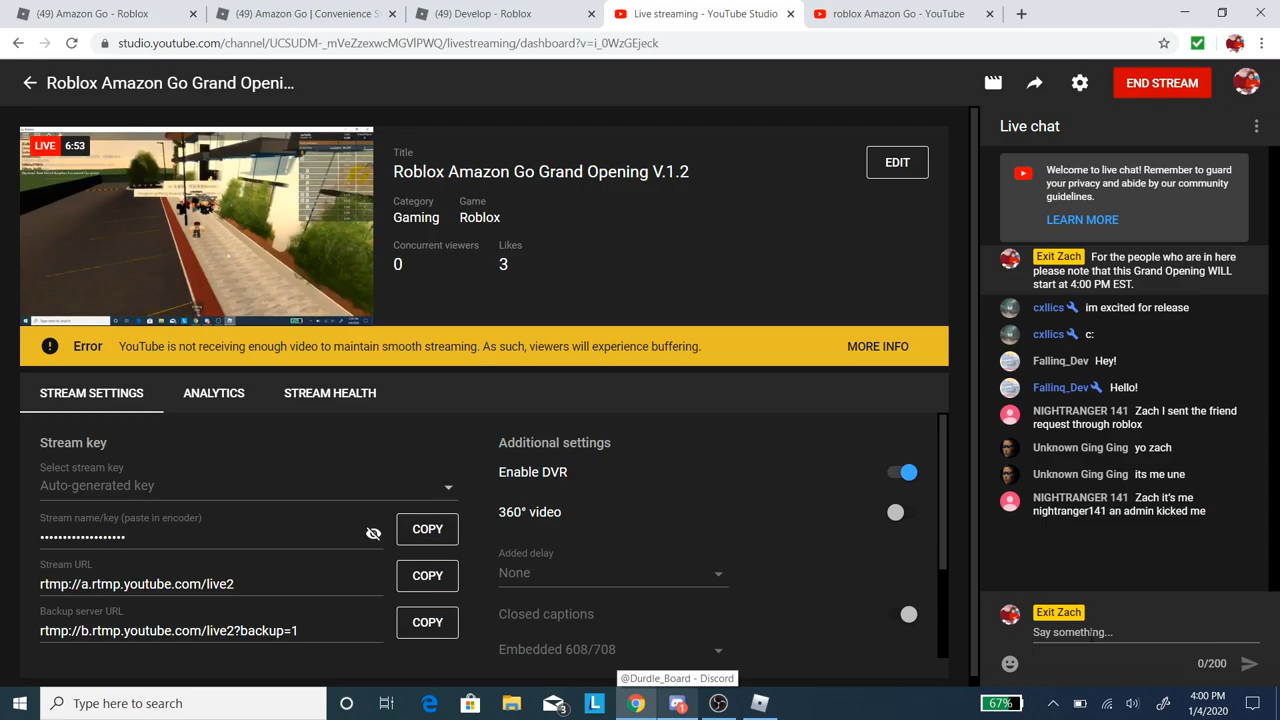 (49) Amazon Go - Roblox
(49) Amazon Go | Convenience S
(49) Develop - Roblox
Live streaming - YouTube Studio
roblox Amazon Go - YouTube
studio.youtube.com/channel/UCSUDM-_mVeZzexwcMGVlPWQ/livestreaming/dashboard?v=i_0WzGEjeck
Roblox Amazon Go Grand Openi...
END STREAM
LIVE 6:53
Title
Roblox Amazon Go Grand Opening V.1.2
EDIT
Category Game
Gaming Roblox
Concurrent viewers Likes
0 3
Error YouTube is not receiving enough video to maintain smooth streaming. As such, viewers will experience buffering. MORE INFO
STREAM SETTINGS ANALYTICS STREAM HEALTH
Stream key
Select stream key
Auto-generated key
Stream name/key (paste in encoder)
••••••••••••••••••• COPY
Stream URL
rtmp://a.rtmp.youtube.com/live2 COPY
Backup server URL
rtmp://b.rtmp.youtube.com/live2?backup=1 COPY
Additional settings
Enable DVR
360° video
Added delay
None
Closed captions
Embedded 608/708
Live chat
Welcome to live chat! Remember to guard
your privacy and abide by our community
guidelines.
LEARN MORE
Exit Zach For the people who are in here
please note that this Grand Opening WILL
start at 4:00 PM EST.
cxllics im excited for release
cxllics c:
Fallinq_Dev Hey!
Fallinq_Dev Hello!
NIGHTRANGER 141 Zach I sent the friend
request through roblox
Unknown Ging Ging yo zach
Unknown Ging Ging its me une
NIGHTRANGER 141 Zach it's me
nightranger141 an admin kicked me
Exit Zach
Say something...
0/200
@Durdle_Board - Discord
Type here to search
3
L
1
67%
4:00 PM
1/4/2020